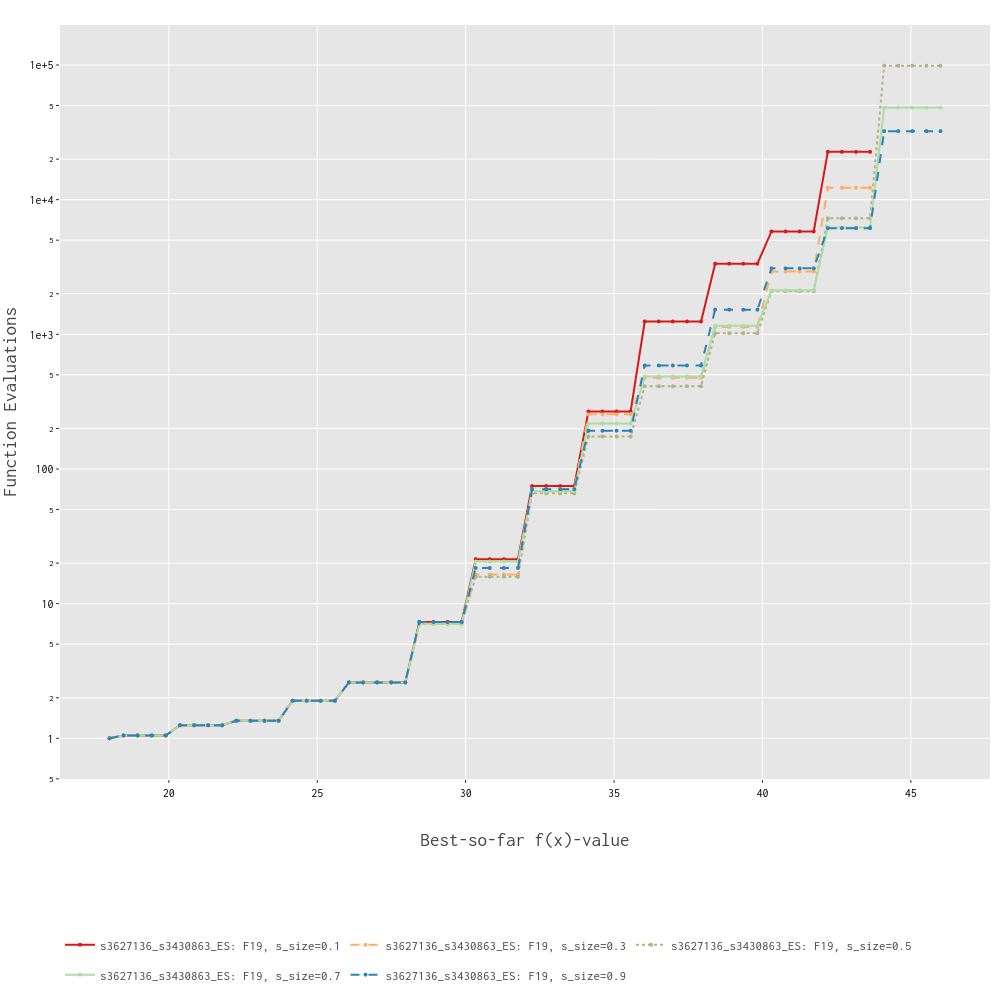 1e+5
5
2
1e+4
5
2
1e+3
5
2
100
5
2
10
5
2
1
5
Function Evaluations
20 25 30 35 40 45
Best-so-far f(x)-value
s3627136_s3430863_ES: F19, s_size=0.1 s3627136_s3430863_ES: F19, s_size=0.3 s3627136_s3430863_ES: F19, s_size=0.5
s3627136_s3430863_ES: F19, s_size=0.7 s3627136_s3430863_ES: F19, s_size=0.9